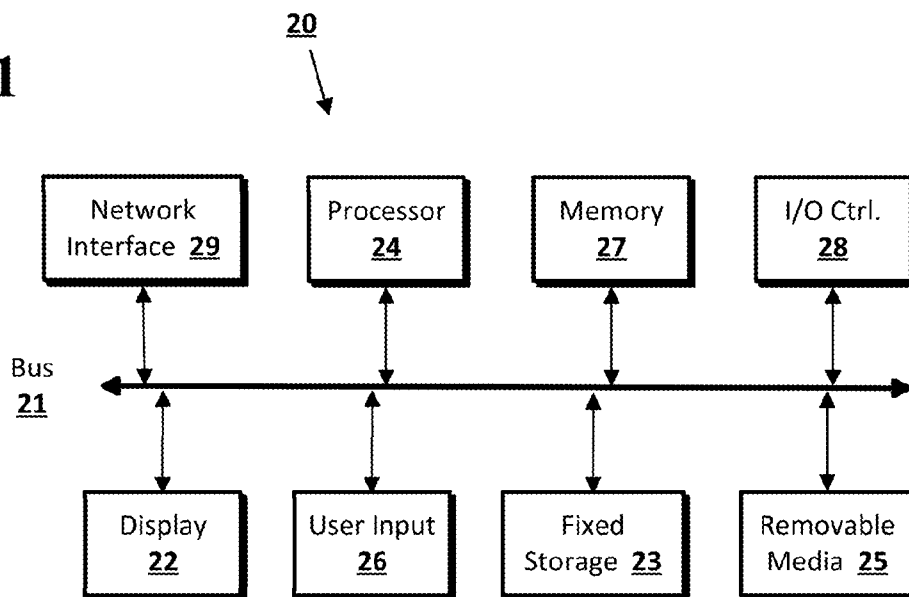 1
20
Network
Interface 29
Processor
24
Memory
27
I/O Ctrl.
28
Bus
21
Display
22
User Input
26
Fixed
Storage 23
Removable
Media 25